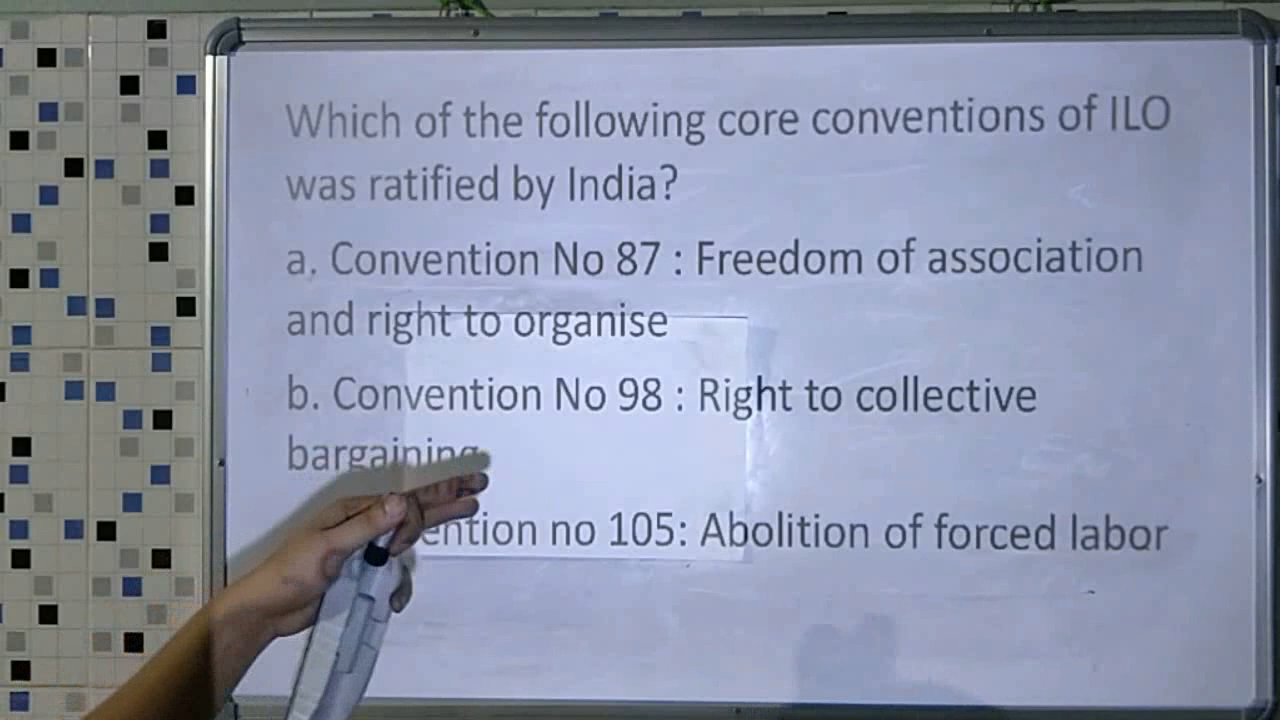 Which of the following core conventions of ILO
was ratified by India?
a. Convention No 87 : Freedom of association
and right to organise
b. Convention No 98 : Right to collective
bargaining
no 105: Abolition of forced labor